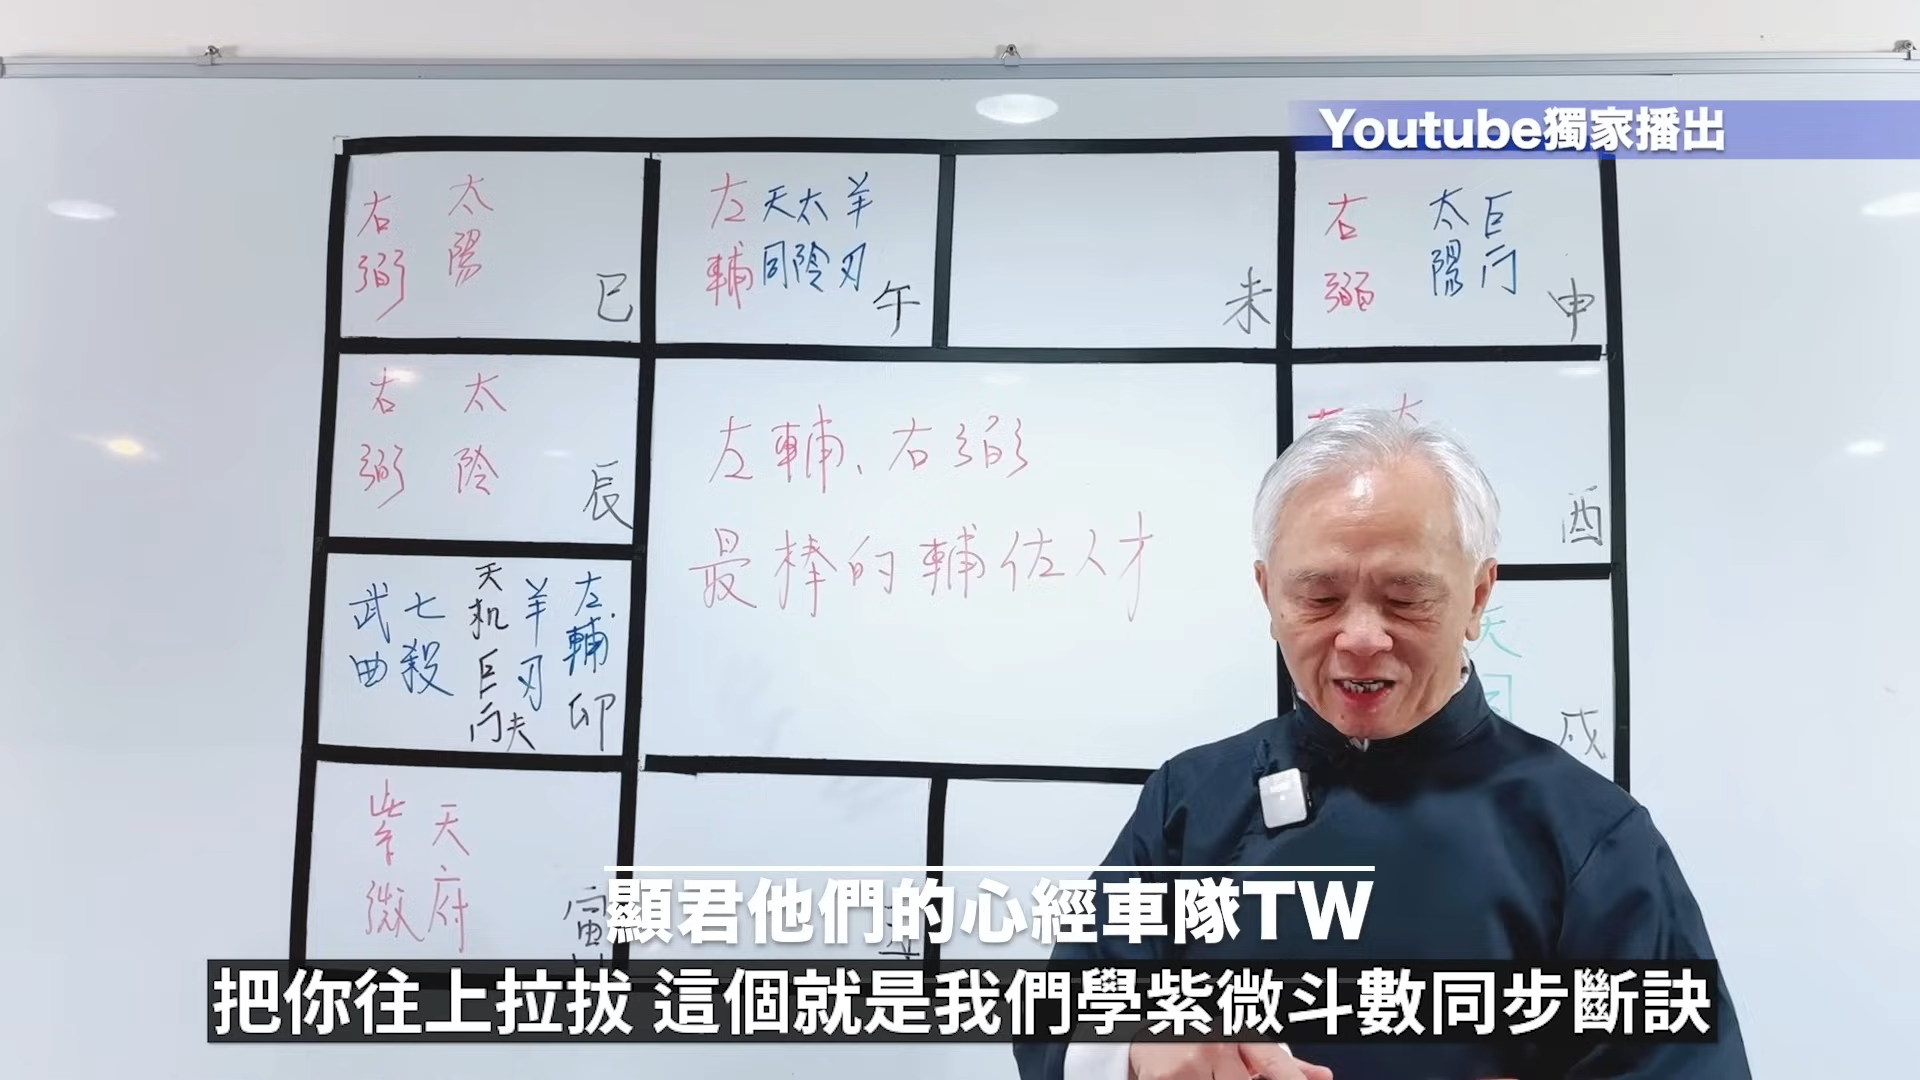 Youtube獨家播出
右弼 太陽 巳
左輔 天同 太陰 羊刃 午
未
右弼 太陽 巨門 申
右弼 太陰 辰
左輔、右弼
最棒的輔佐人才
酉
武曲 七殺 天机 巨門 夫 羊刃 左輔 卯
天同 戌
紫微 天府 寅
顯君他們的心經車隊TW
把你往上拉拔 這個就是我們學紫微斗數同步斷訣